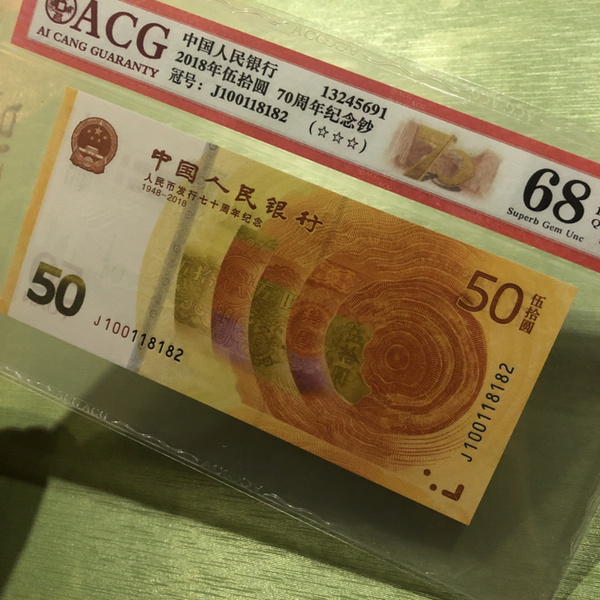 ACG
AI CANG GUARANTY
中国人民银行
2018年伍拾圆 70周年纪念钞
冠号：J100118182
13245691
(☆☆☆)
70
68
Superb Gem Unc
中国人民银行
人民币发行七十周年纪念
1948-2018
50
J100118182
50
伍拾圆
J100118182